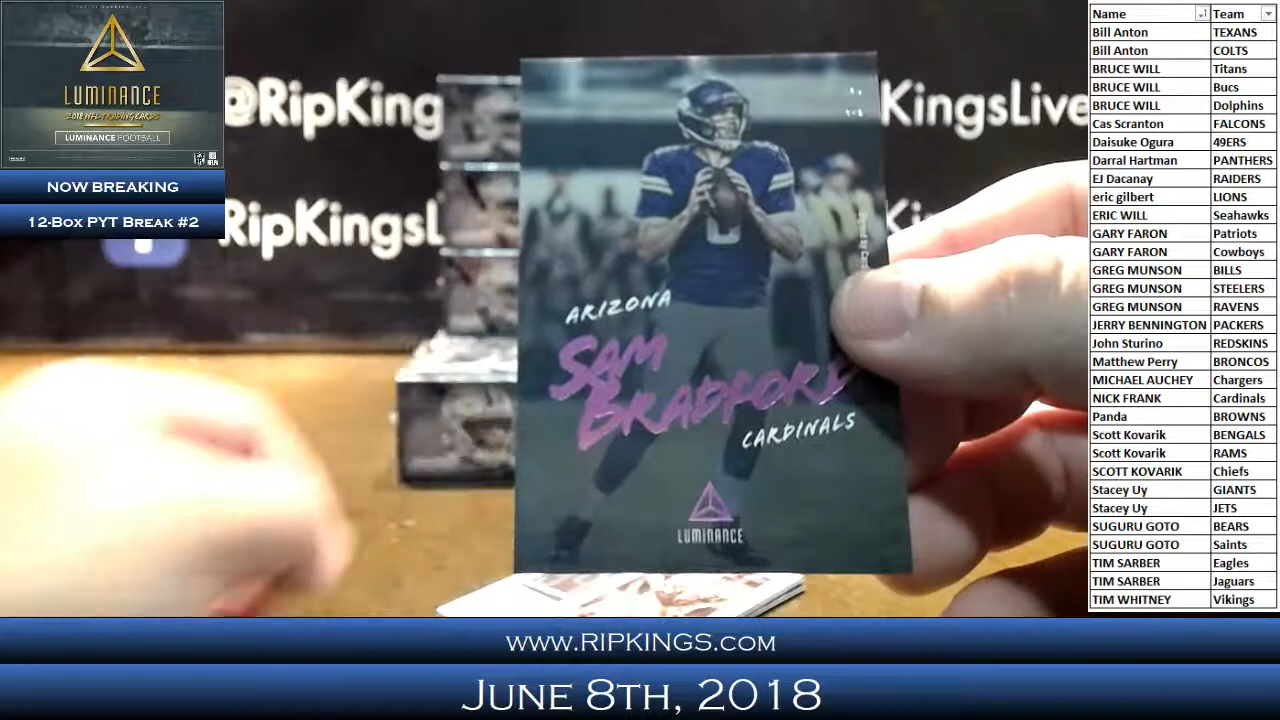 LUMINANCE
2018 NFL TRADING CARDS
LUMINANCE FOOTBALL
NOW BREAKING
12-Box PYT Break #2
@RipKing
KingsLive
RipKingsL
ARIZONA
SAM
BRADFORD
CARDINALS
LUMINANCE
Name Team
Bill Anton TEXANS
Bill Anton COLTS
BRUCE WILL Titans
BRUCE WILL Bucs
BRUCE WILL Dolphins
Cas Scranton FALCONS
Daisuke Ogura 49ERS
Darral Hartman PANTHERS
EJ Dacanay RAIDERS
eric gilbert LIONS
ERIC WILL Seahawks
GARY FARON Patriots
GARY FARON Cowboys
GREG MUNSON BILLS
GREG MUNSON STEELERS
GREG MUNSON RAVENS
JERRY BENNINGTON PACKERS
John Sturino REDSKINS
Matthew Perry BRONCOS
MICHAEL AUCHEY Chargers
NICK FRANK Cardinals
Panda BROWNS
Scott Kovarik BENGALS
Scott Kovarik RAMS
SCOTT KOVARIK Chiefs
Stacey Uy GIANTS
Stacey Uy JETS
SUGURU GOTO BEARS
SUGURU GOTO Saints
TIM SARBER Eagles
TIM SARBER Jaguars
TIM WHITNEY Vikings
www.RIPKINGS.COM
June 8th, 2018